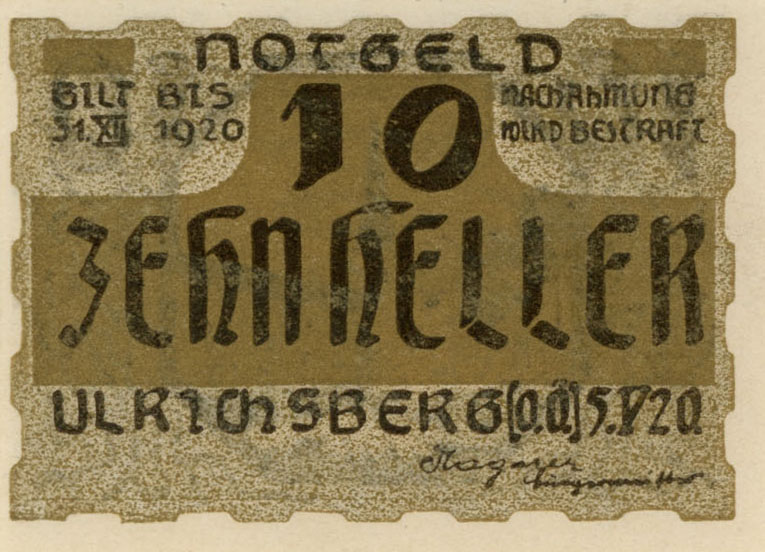 NOTGELD
GILT BIS
31.XII 1920
10
NACHAHMUNG
WIRD BESTRAFT
ZEHN HELLER
ULRICHSBERG (O.Ö.) 5.V 20.